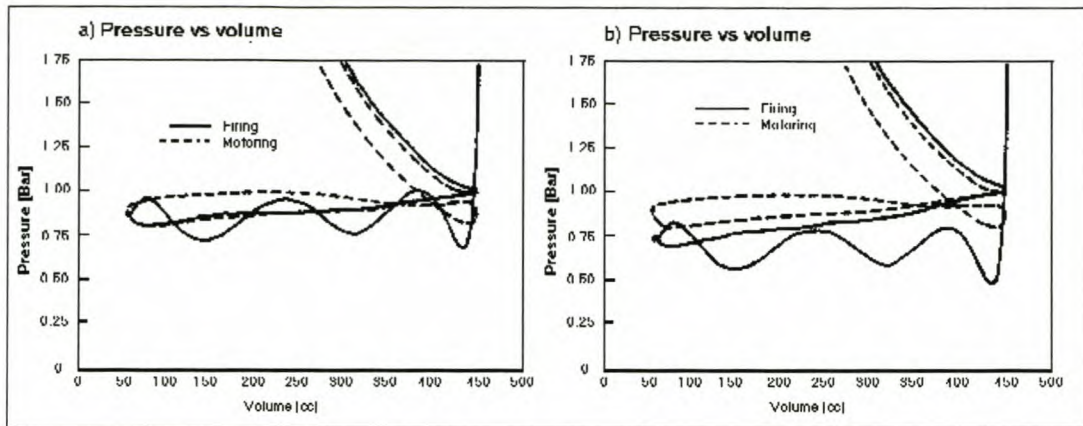 a) Pressure vs volume
Pressure [Bar]
1.75
1.50
1.25
1.00
0.75
0.50
0.25
0
Firing
Motoring
0 50 100 150 200 250 300 350 400 450 500
Volume [cc]
b) Pressure vs volume
Pressure [Bar]
1.75
1.50
1.25
1.00
0.75
0.50
0.25
0
Firing
Motoring
0 50 100 150 200 250 300 350 400 450 500
Volume [cc]